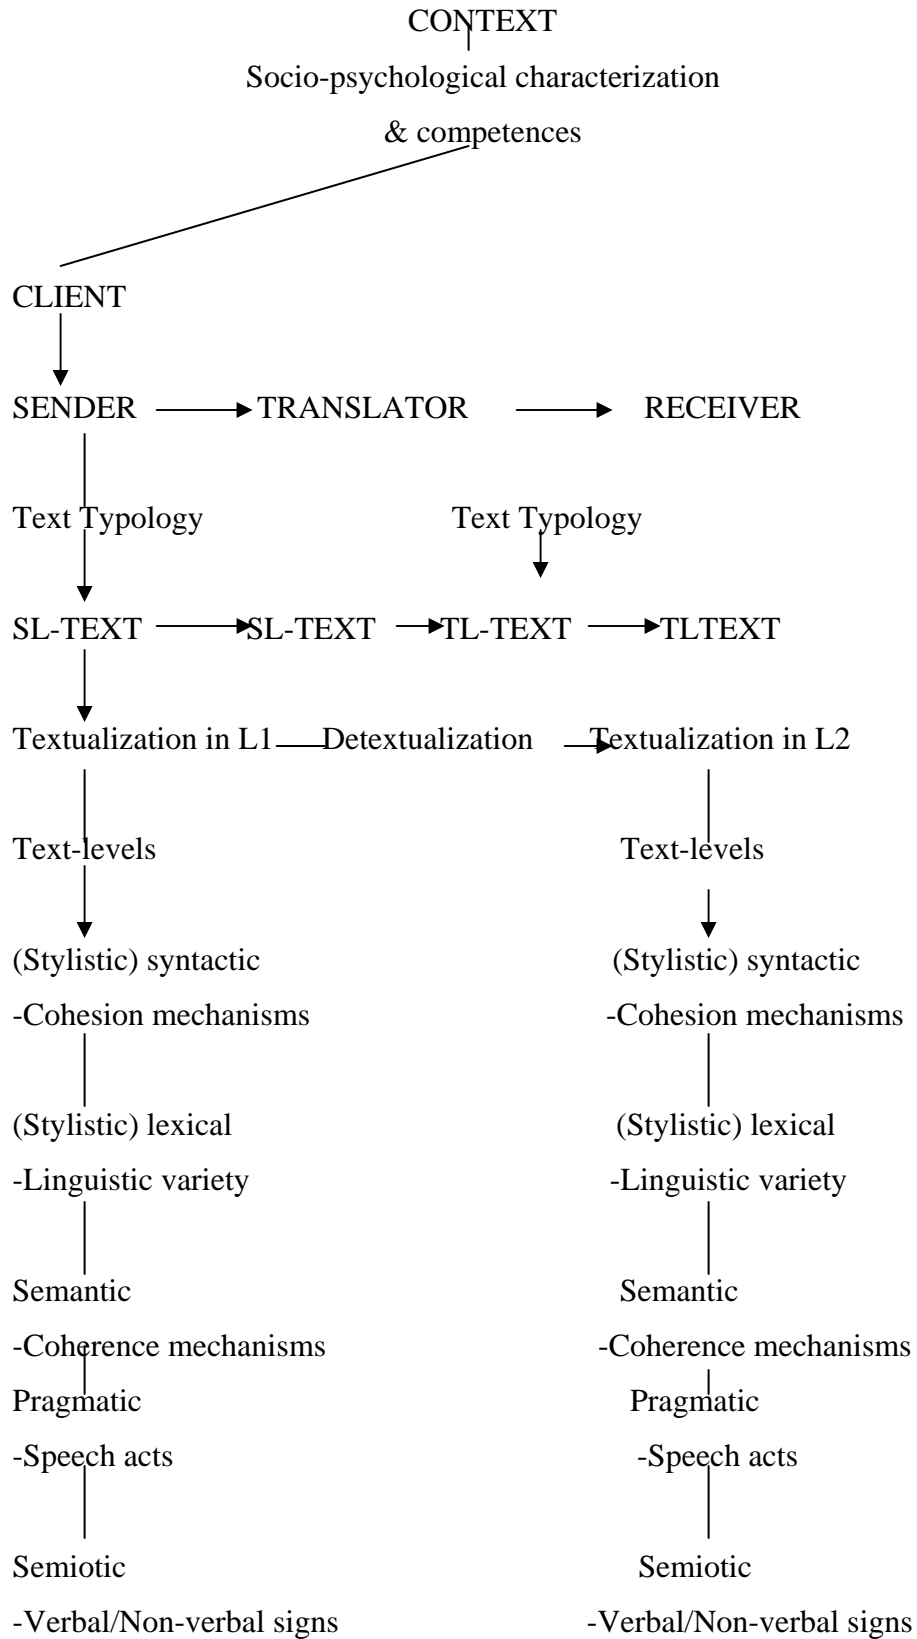 CONTEXT
Socio-psychological characterization
& competences
CLIENT
SENDER TRANSLATOR RECEIVER
Text Typology Text Typology
SL-TEXT SL-TEXT TL-TEXT TLTEXT
Textualization in L1 Detextualization Textualization in L2
Text-levels Text-levels
(Stylistic) syntactic (Stylistic) syntactic
-Cohesion mechanisms -Cohesion mechanisms
(Stylistic) lexical (Stylistic) lexical
-Linguistic variety -Linguistic variety
Semantic Semantic
-Coherence mechanisms -Coherence mechanisms
Pragmatic Pragmatic
-Speech acts -Speech acts
Semiotic Semiotic
-Verbal/Non-verbal signs -Verbal/Non-verbal signs